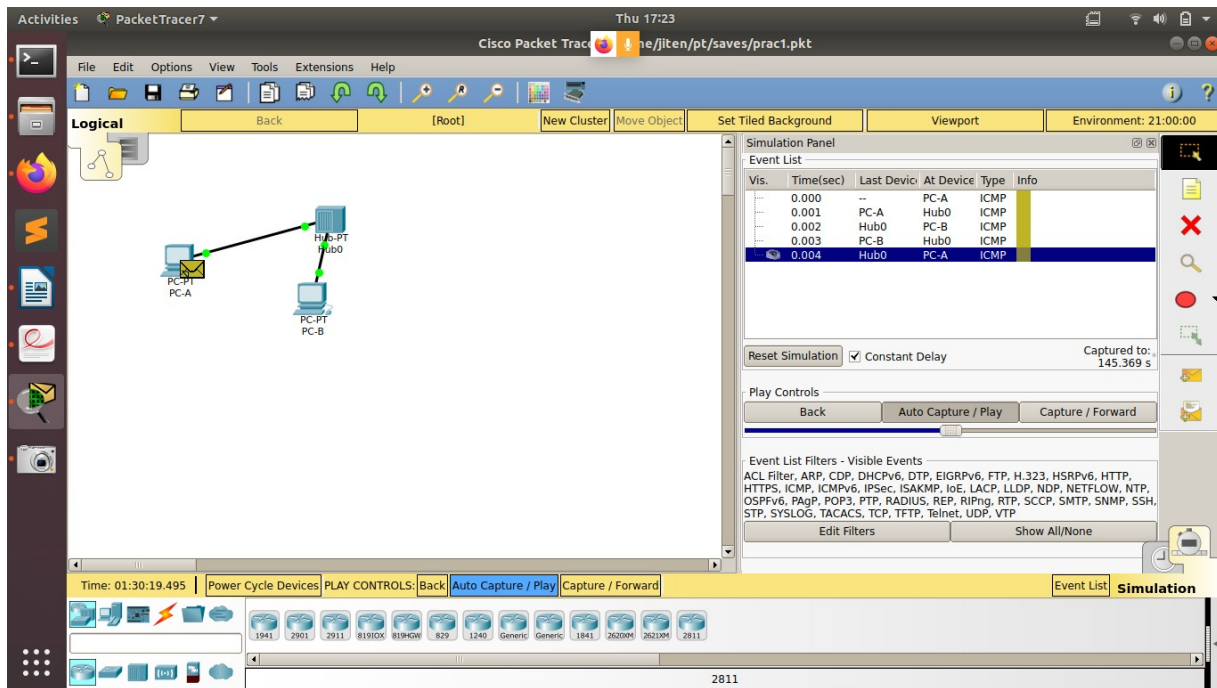 Activities PacketTracer7 Thu 17:23
Cisco Packet Trac e/jiten/pt/saves/prac1.pkt
File Edit Options View Tools Extensions Help
Logical Back [Root] New Cluster Move Object Set Tiled Background Viewport Environment: 21:00:00
Simulation Panel
Event List
Vis. Time(sec) Last Devic At Device Type Info
0.000 -- PC-A ICMP
0.001 PC-A Hub0 ICMP
0.002 Hub0 PC-B ICMP
0.003 PC-B Hub0 ICMP
0.004 Hub0 PC-A ICMP
Hub-PT
Hub0
PC-PT
PC-A
PC-PT
PC-B
Reset Simulation Constant Delay Captured to:
145.369 s
Play Controls
Back Auto Capture / Play Capture / Forward
Event List Filters - Visible Events
ACL Filter, ARP, CDP, DHCPv6, DTP, EIGRPv6, FTP, H.323, HSRPv6, HTTP,
HTTPS, ICMP, ICMPv6, IPSec, ISAKMP, IoE, LACP, LLDP, NDP, NETFLOW, NTP,
OSPFv6, PAgP, POP3, PTP, RADIUS, REP, RIPng, RTP, SCCP, SMTP, SNMP, SSH,
STP, SYSLOG, TACACS, TCP, TFTP, Telnet, UDP, VTP
Edit Filters Show All/None
Time: 01:30:19.495 Power Cycle Devices PLAY CONTROLS: Back Auto Capture / Play Capture / Forward Event List Simulation
1941 2901 2911 819IOX 819HGW 829 1240 Generic Generic 1841 2620XM 2621XM 2811
2811